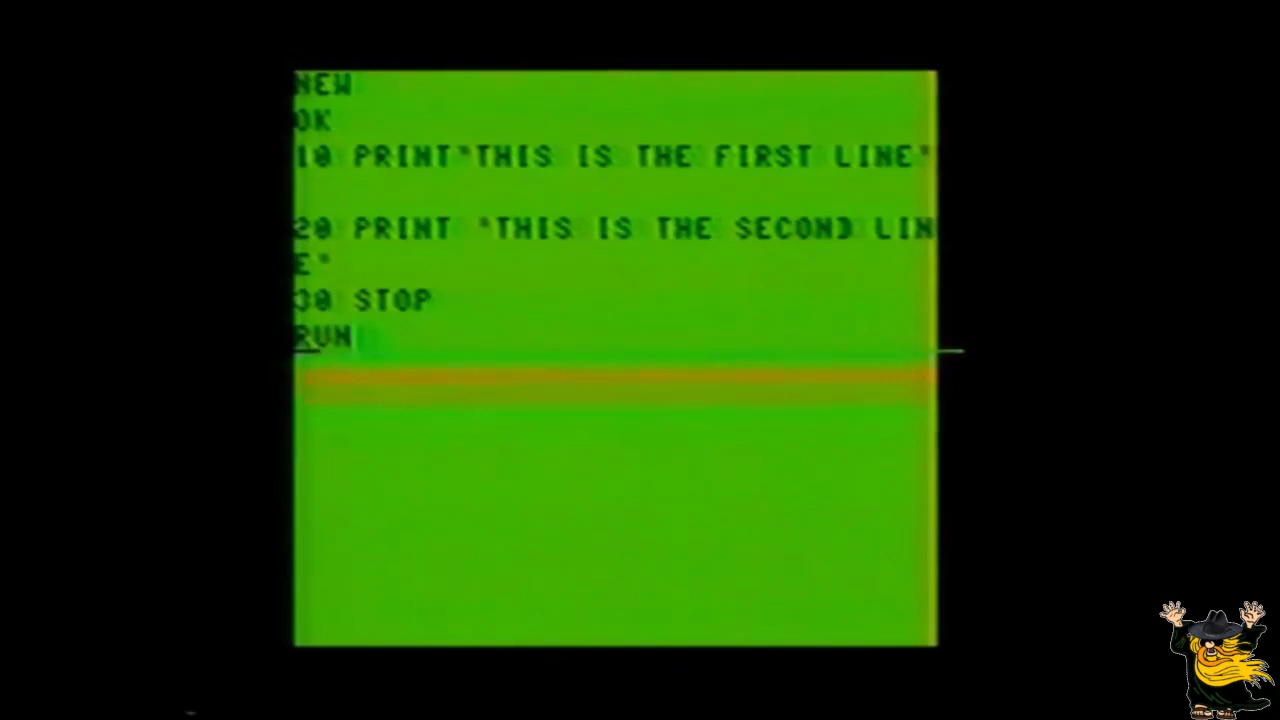 NEW
OK
10 PRINT"THIS IS THE FIRST LINE"
20 PRINT "THIS IS THE SECOND LIN
E"
30 STOP
RUN